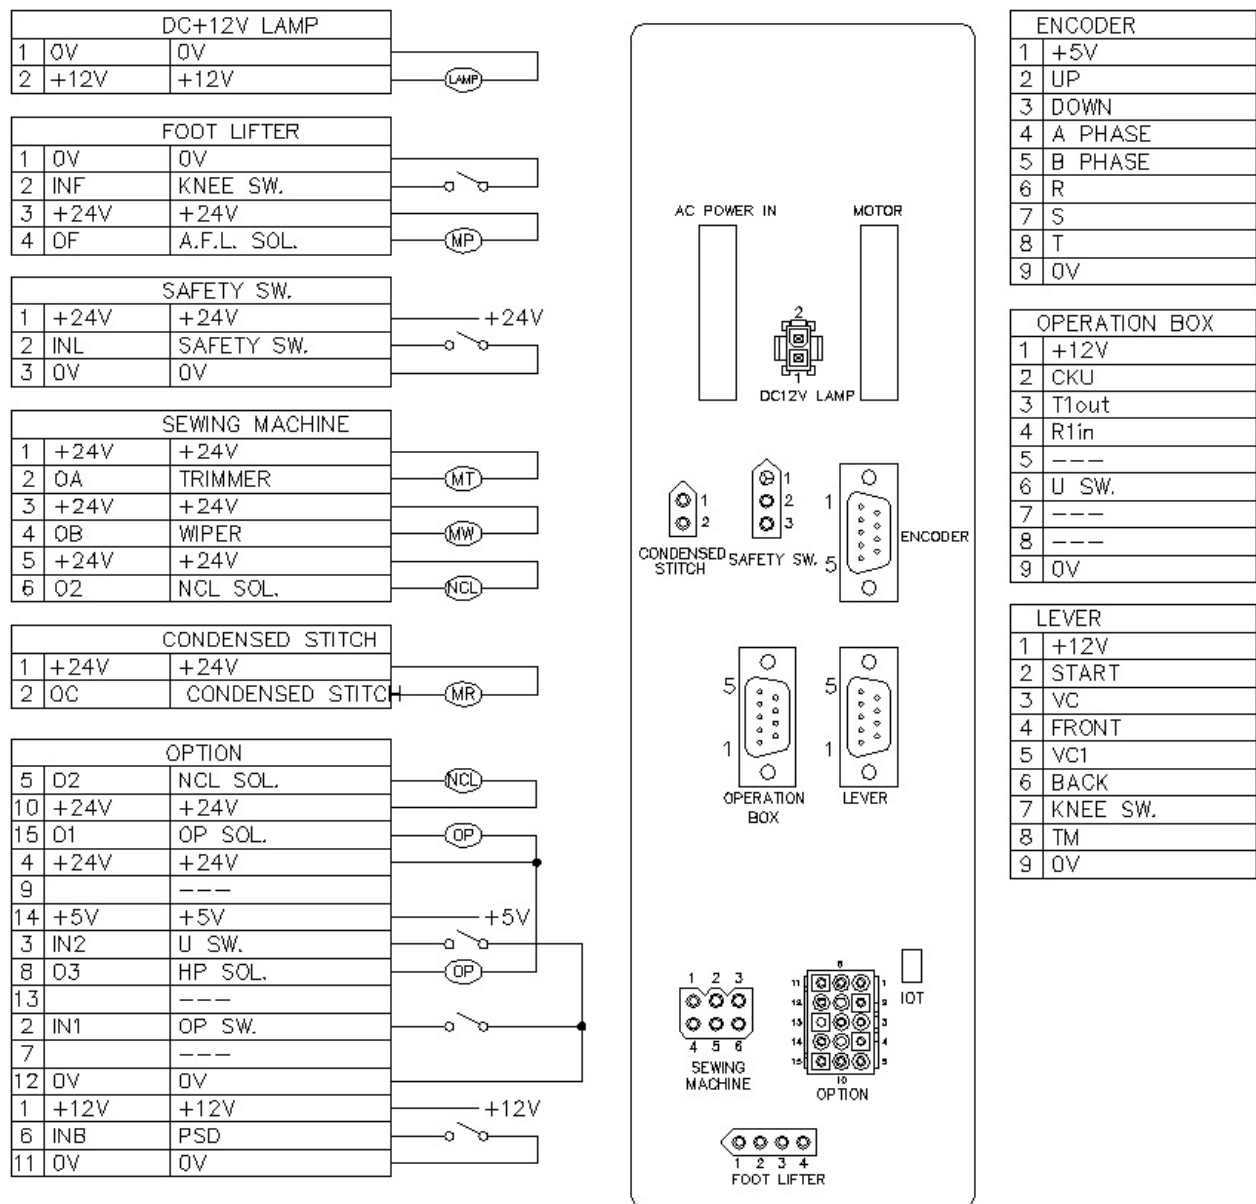 DC+12V LAMP
1 0V 0V
2 +12V +12V LAMP
FOOT LIFTER
1 0V 0V
2 INF KNEE SW.
3 +24V +24V
4 OF A.F.L. SOL. MP
SAFETY SW.
1 +24V +24V +24V
2 INL SAFETY SW.
3 0V 0V
SEWING MACHINE
1 +24V +24V
2 OA TRIMMER MT
3 +24V +24V
4 OB WIPER MW
5 +24V +24V
6 O2 NCL SOL. NCL
CONDENSED STITCH
1 +24V +24V
2 OC CONDENSED STITCH MR
OPTION
5 O2 NCL SOL. NCL
10 +24V +24V
15 O1 OP SOL. OP
4 +24V +24V
9 ---
14 +5V +5V +5V
3 IN2 U SW.
8 O3 HP SOL. OP
13 ---
2 IN1 OP SW.
7 ---
12 0V 0V
1 +12V +12V +12V
6 INB PSD
11 0V 0V
AC POWER IN MOTOR
2
1
DC12V LAMP
1
2
CONDENSED
STITCH
1
2
3
SAFETY SW.
1
5
ENCODER
5
1
OPERATION
BOX
5
1
LEVER
1 2 3
4 5 6
SEWING
MACHINE
6
11 1
12 2
13 3
14 4
15 5
10
OPTION
IOT
1 2 3 4
FOOT LIFTER
ENCODER
1 +5V
2 UP
3 DOWN
4 A PHASE
5 B PHASE
6 R
7 S
8 T
9 0V
OPERATION BOX
1 +12V
2 CKU
3 T1out
4 R1in
5 ---
6 U SW.
7 ---
8 ---
9 0V
LEVER
1 +12V
2 START
3 VC
4 FRONT
5 VC1
6 BACK
7 KNEE SW.
8 TM
9 0V